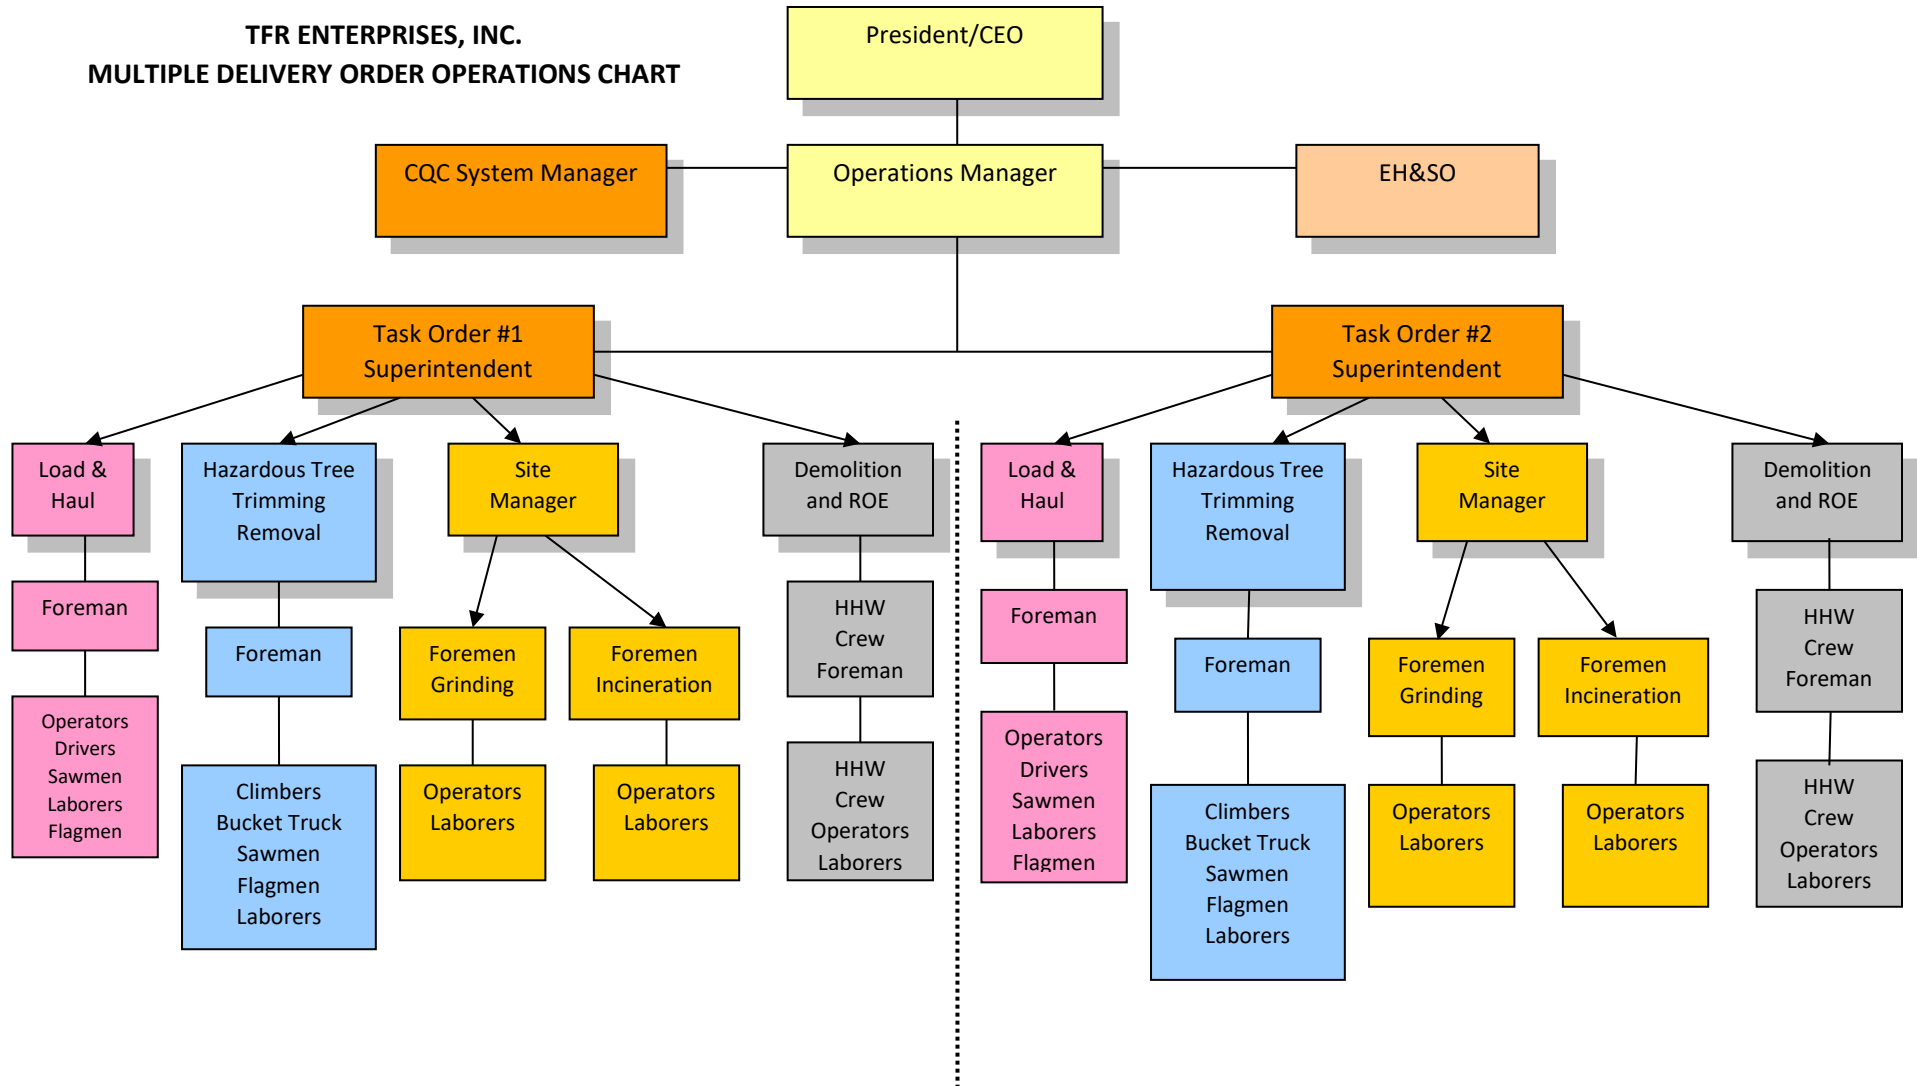 TFR ENTERPRISES, INC.
MULTIPLE DELIVERY ORDER OPERATIONS CHART
President/CEO
CQC System Manager
Operations Manager
EH&SO
Task Order #1
Superintendent
Task Order #2
Superintendent
Load &
Haul
Hazardous Tree
Trimming
Removal
Site
Manager
Demolition
and ROE
Foreman
Foreman
Foremen
Grinding
Foremen
Incineration
HHW
Crew
Foreman
Operators
Drivers
Sawmen
Laborers
Flagmen
Climbers
Bucket Truck
Sawmen
Flagmen
Laborers
Operators
Laborers
Operators
Laborers
HHW
Crew
Operators
Laborers
Load &
Haul
Hazardous Tree
Trimming
Removal
Site
Manager
Demolition
and ROE
Foreman
Foreman
Foremen
Grinding
Foremen
Incineration
HHW
Crew
Foreman
Operators
Drivers
Sawmen
Laborers
Flagmen
Climbers
Bucket Truck
Sawmen
Flagmen
Laborers
Operators
Laborers
Operators
Laborers
HHW
Crew
Operators
Laborers